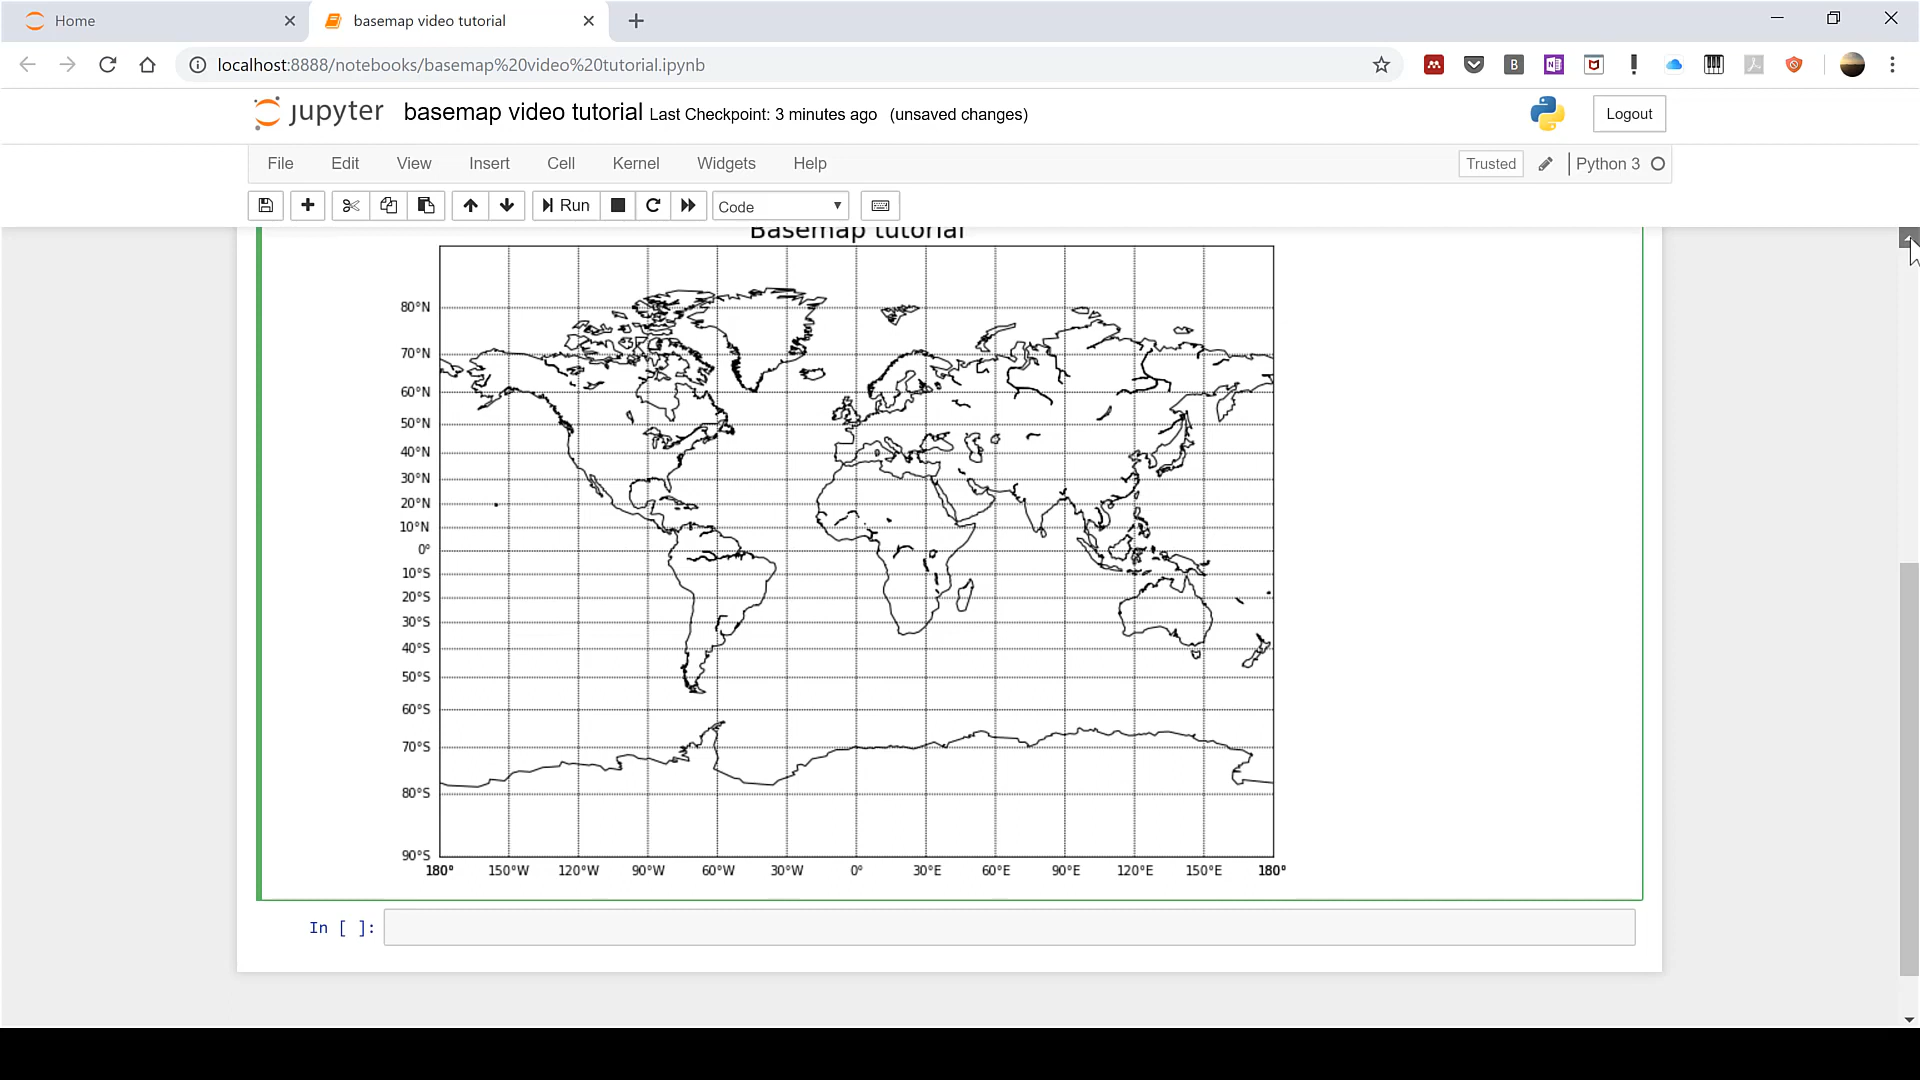 Home
basemap video tutorial
localhost:8888/notebooks/basemap%20video%20tutorial.ipynb
B
N
jupyter basemap video tutorial Last Checkpoint: 3 minutes ago (unsaved changes)
Logout
File Edit View Insert Cell Kernel Widgets Help
Trusted
Python 3
Run
Code
Basemap tutorial
80°N
70°N
60°N
50°N
40°N
30°N
20°N
10°N
0°
10°S
20°S
30°S
40°S
50°S
60°S
70°S
80°S
90°S
180° 150°W 120°W 90°W 60°W 30°W 0° 30°E 60°E 90°E 120°E 150°E 180°
In [ ]: